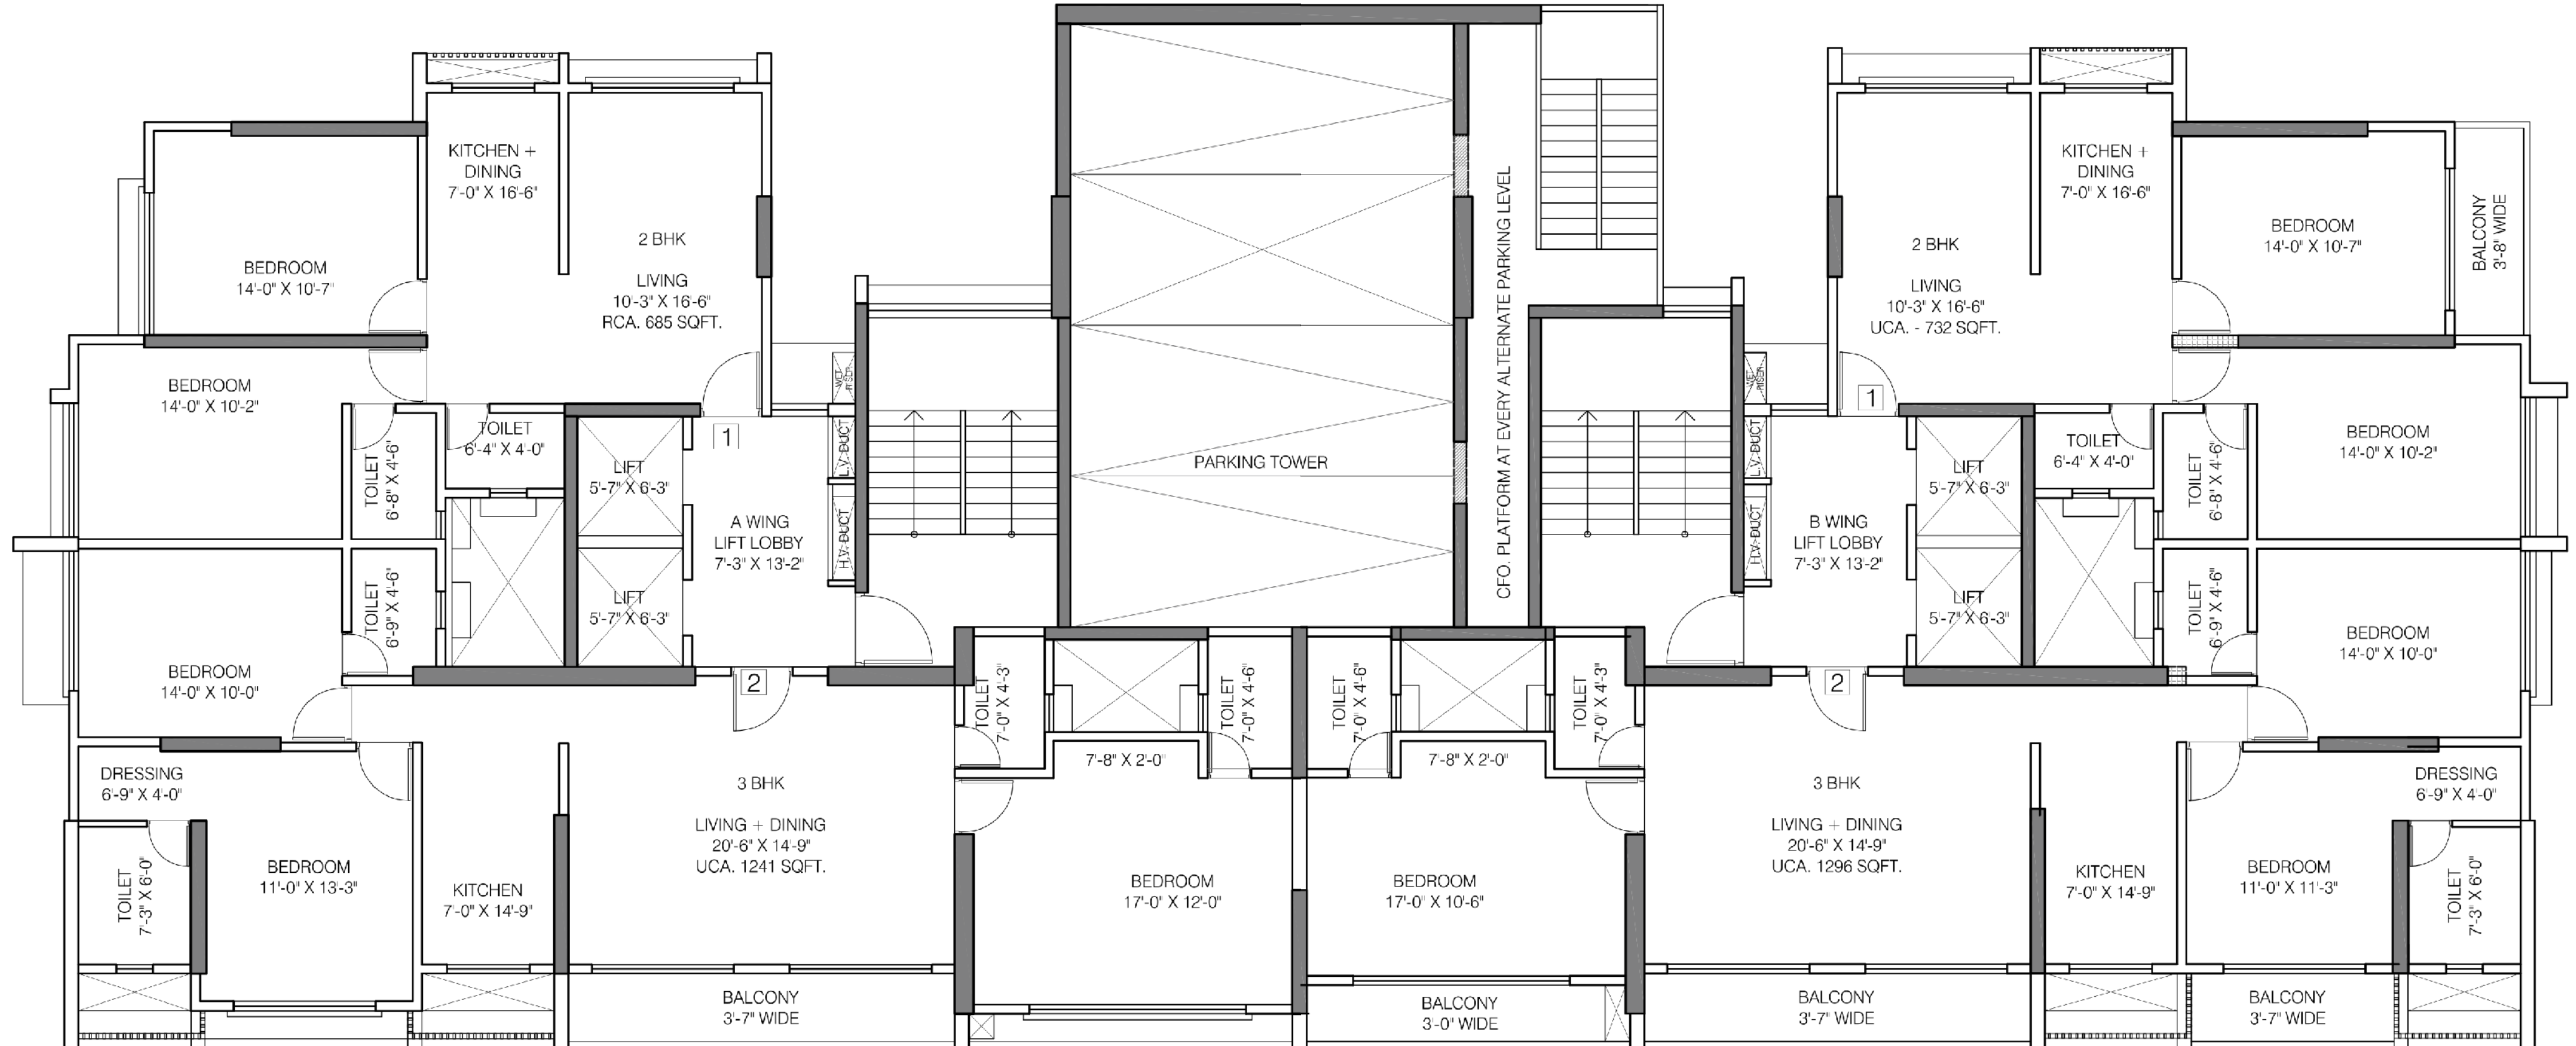 KITCHEN +
DINING
7'-0" X 16'-6"
BEDROOM
14'-0" X 10'-7"
2 BHK
LIVING
10'-3" X 16'-6"
RCA. 685 SQFT.
BEDROOM
14'-0" X 10'-2"
TOILET
6'-8" X 4'-6"
TOILET
6'-4" X 4'-0"
1
LIFT
5'-7" X 6'-3"
LIFT
5'-7" X 6'-3"
A WING
LIFT LOBBY
7'-3" X 13'-2"
WET
RISER
L.V. DUCT
H.V. DUCT
BEDROOM
14'-0" X 10'-0"
TOILET
6'-9" X 4'-6"
2
DRESSING
6'-9" X 4'-0"
TOILET
7'-3" X 6'-0"
BEDROOM
11'-0" X 13'-3"
KITCHEN
7'-0" X 14'-9"
3 BHK
LIVING + DINING
20'-6" X 14'-9"
UCA. 1241 SQFT.
BALCONY
3'-7" WIDE
TOILET
7'-0" X 4'-3"
7'-8" X 2'-0"
TOILET
7'-0" X 4'-6"
BEDROOM
17'-0" X 12'-0"
PARKING TOWER
CFO. PLATFORM AT EVERY ALTERNATE PARKING LEVEL
TOILET
7'-0" X 4'-6"
7'-8" X 2'-0"
TOILET
7'-0" X 4'-3"
BEDROOM
17'-0" X 10'-6"
BALCONY
3'-0" WIDE
2 BHK
LIVING
10'-3" X 16'-6"
UCA. - 732 SQFT.
KITCHEN +
DINING
7'-0" X 16'-6"
BEDROOM
14'-0" X 10'-7"
BALCONY
3'-8" WIDE
1
WET
RISER
L.V. DUCT
H.V. DUCT
B WING
LIFT LOBBY
7'-3" X 13'-2"
LIFT
5'-7" X 6'-3"
LIFT
5'-7" X 6'-3"
TOILET
6'-4" X 4'-0"
TOILET
6'-8" X 4'-6"
BEDROOM
14'-0" X 10'-2"
TOILET
6'-9" X 4'-6"
BEDROOM
14'-0" X 10'-0"
2
3 BHK
LIVING + DINING
20'-6" X 14'-9"
UCA. 1296 SQFT.
BALCONY
3'-7" WIDE
KITCHEN
7'-0" X 14'-9"
BEDROOM
11'-0" X 11'-3"
DRESSING
6'-9" X 4'-0"
TOILET
7'-3" X 6'-0"
BALCONY
3'-7" WIDE